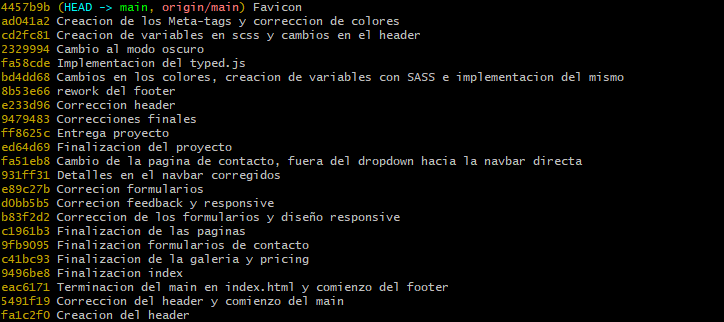 4457b9b (HEAD -> main, origin/main) Favicon
ad041a2 Creacion de los Meta-tags y correccion de colores
cd2fc81 Creacion de variables en scss y cambios en el header
2329994 Cambio al modo oscuro
fa58cde Implementacion del typed.js
bd4dd68 Cambios en los colores, creacion de variables con SASS e implementacion del mismo
8b53e66 rework del footer
e233d96 Correccion header
9479483 Correcciones finales
ff8625c Entrega proyecto
ed64d69 Finalizacion del proyecto
fa51eb8 Cambio de la pagina de contacto, fuera del dropdown hacia la navbar directa
931ff31 Detalles en el navbar corregidos
e89c27b Correcion formularios
d0bb5b5 Correcion feedback y responsive
b83f2d2 Correccion de los formularios y diseño responsive
c1961b3 Finalizacion de las paginas
9fb9095 Finalizacion formularios de contacto
c41bc93 Finalizacion de la galeria y pricing
9496be8 Finalizacion index
eac6171 Terminacion del main en index.html y comienzo del footer
5491f19 Correccion del header y comienzo del main
fa1c2f0 Creacion del header